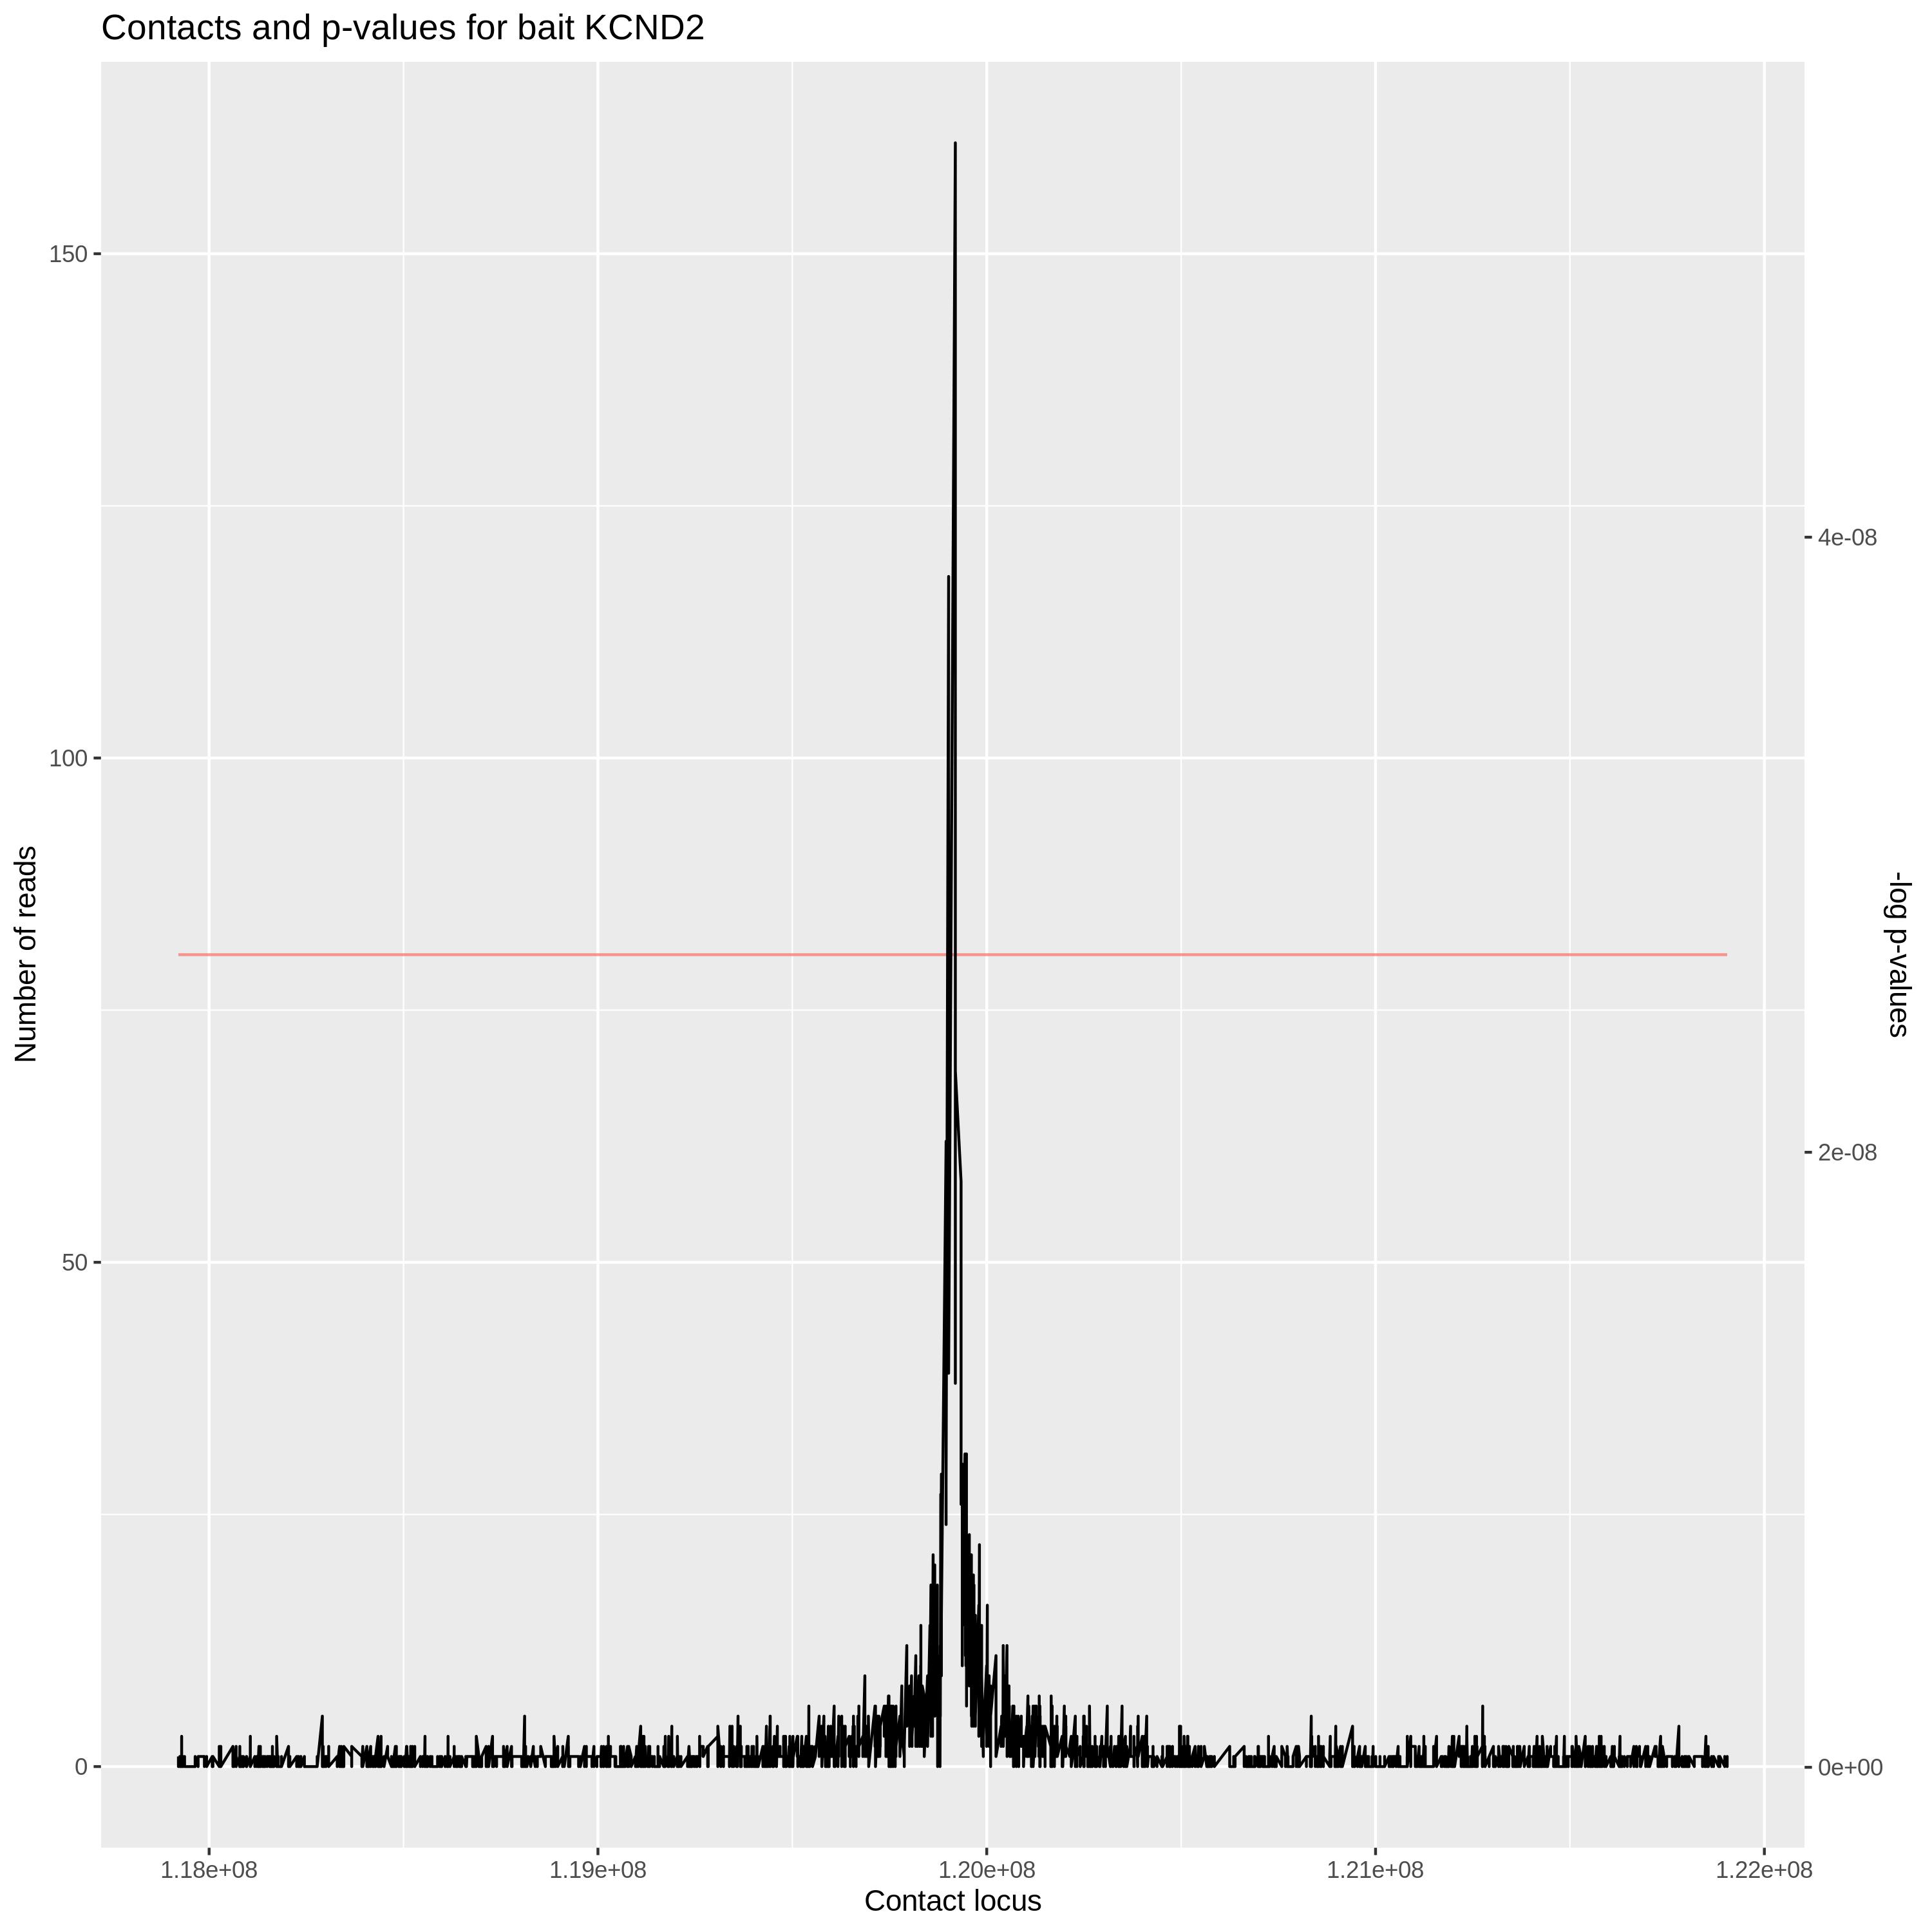 Contacts and p-values for bait KCND2
150
100
50
0
Number of reads
4e-08
2e-08
0e+00
-log p-values
1.18e+08
1.19e+08
1.20e+08
1.21e+08
1.22e+08
Contact locus